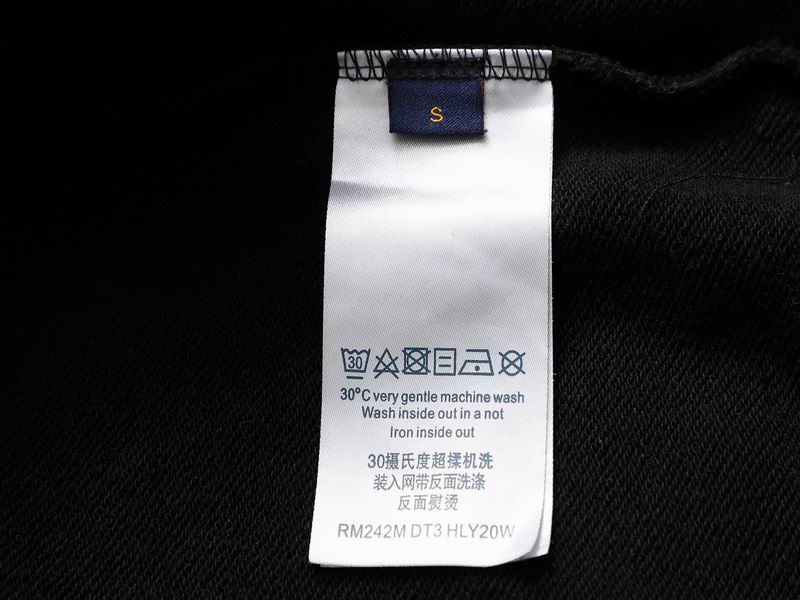 S
30
30°C very gentle machine wash
Wash inside out in a not
Iron inside out
30摄氏度超揉机洗
装入网带反面洗涤
反面熨烫
RM242M DT3 HLY20W